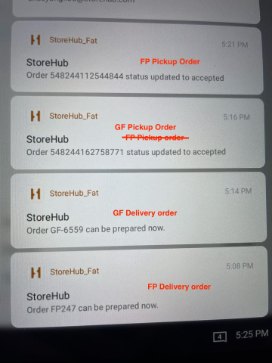 StoreHub_Fat 5:21 PM
FP Pickup Order
StoreHub
Order 548244112544844 status updated to accepted
StoreHub_Fat 5:16 PM
GF Pickup Order
FP Pickup order
StoreHub
Order 548244162758771 status updated to accepted
StoreHub_Fat 5:14 PM
GF Delivery order
StoreHub
Order GF-6559 can be prepared now.
StoreHub_Fat 5:08 PM
FP Delivery order
StoreHub
Order FP247 can be prepared now.
4 5:25 PM